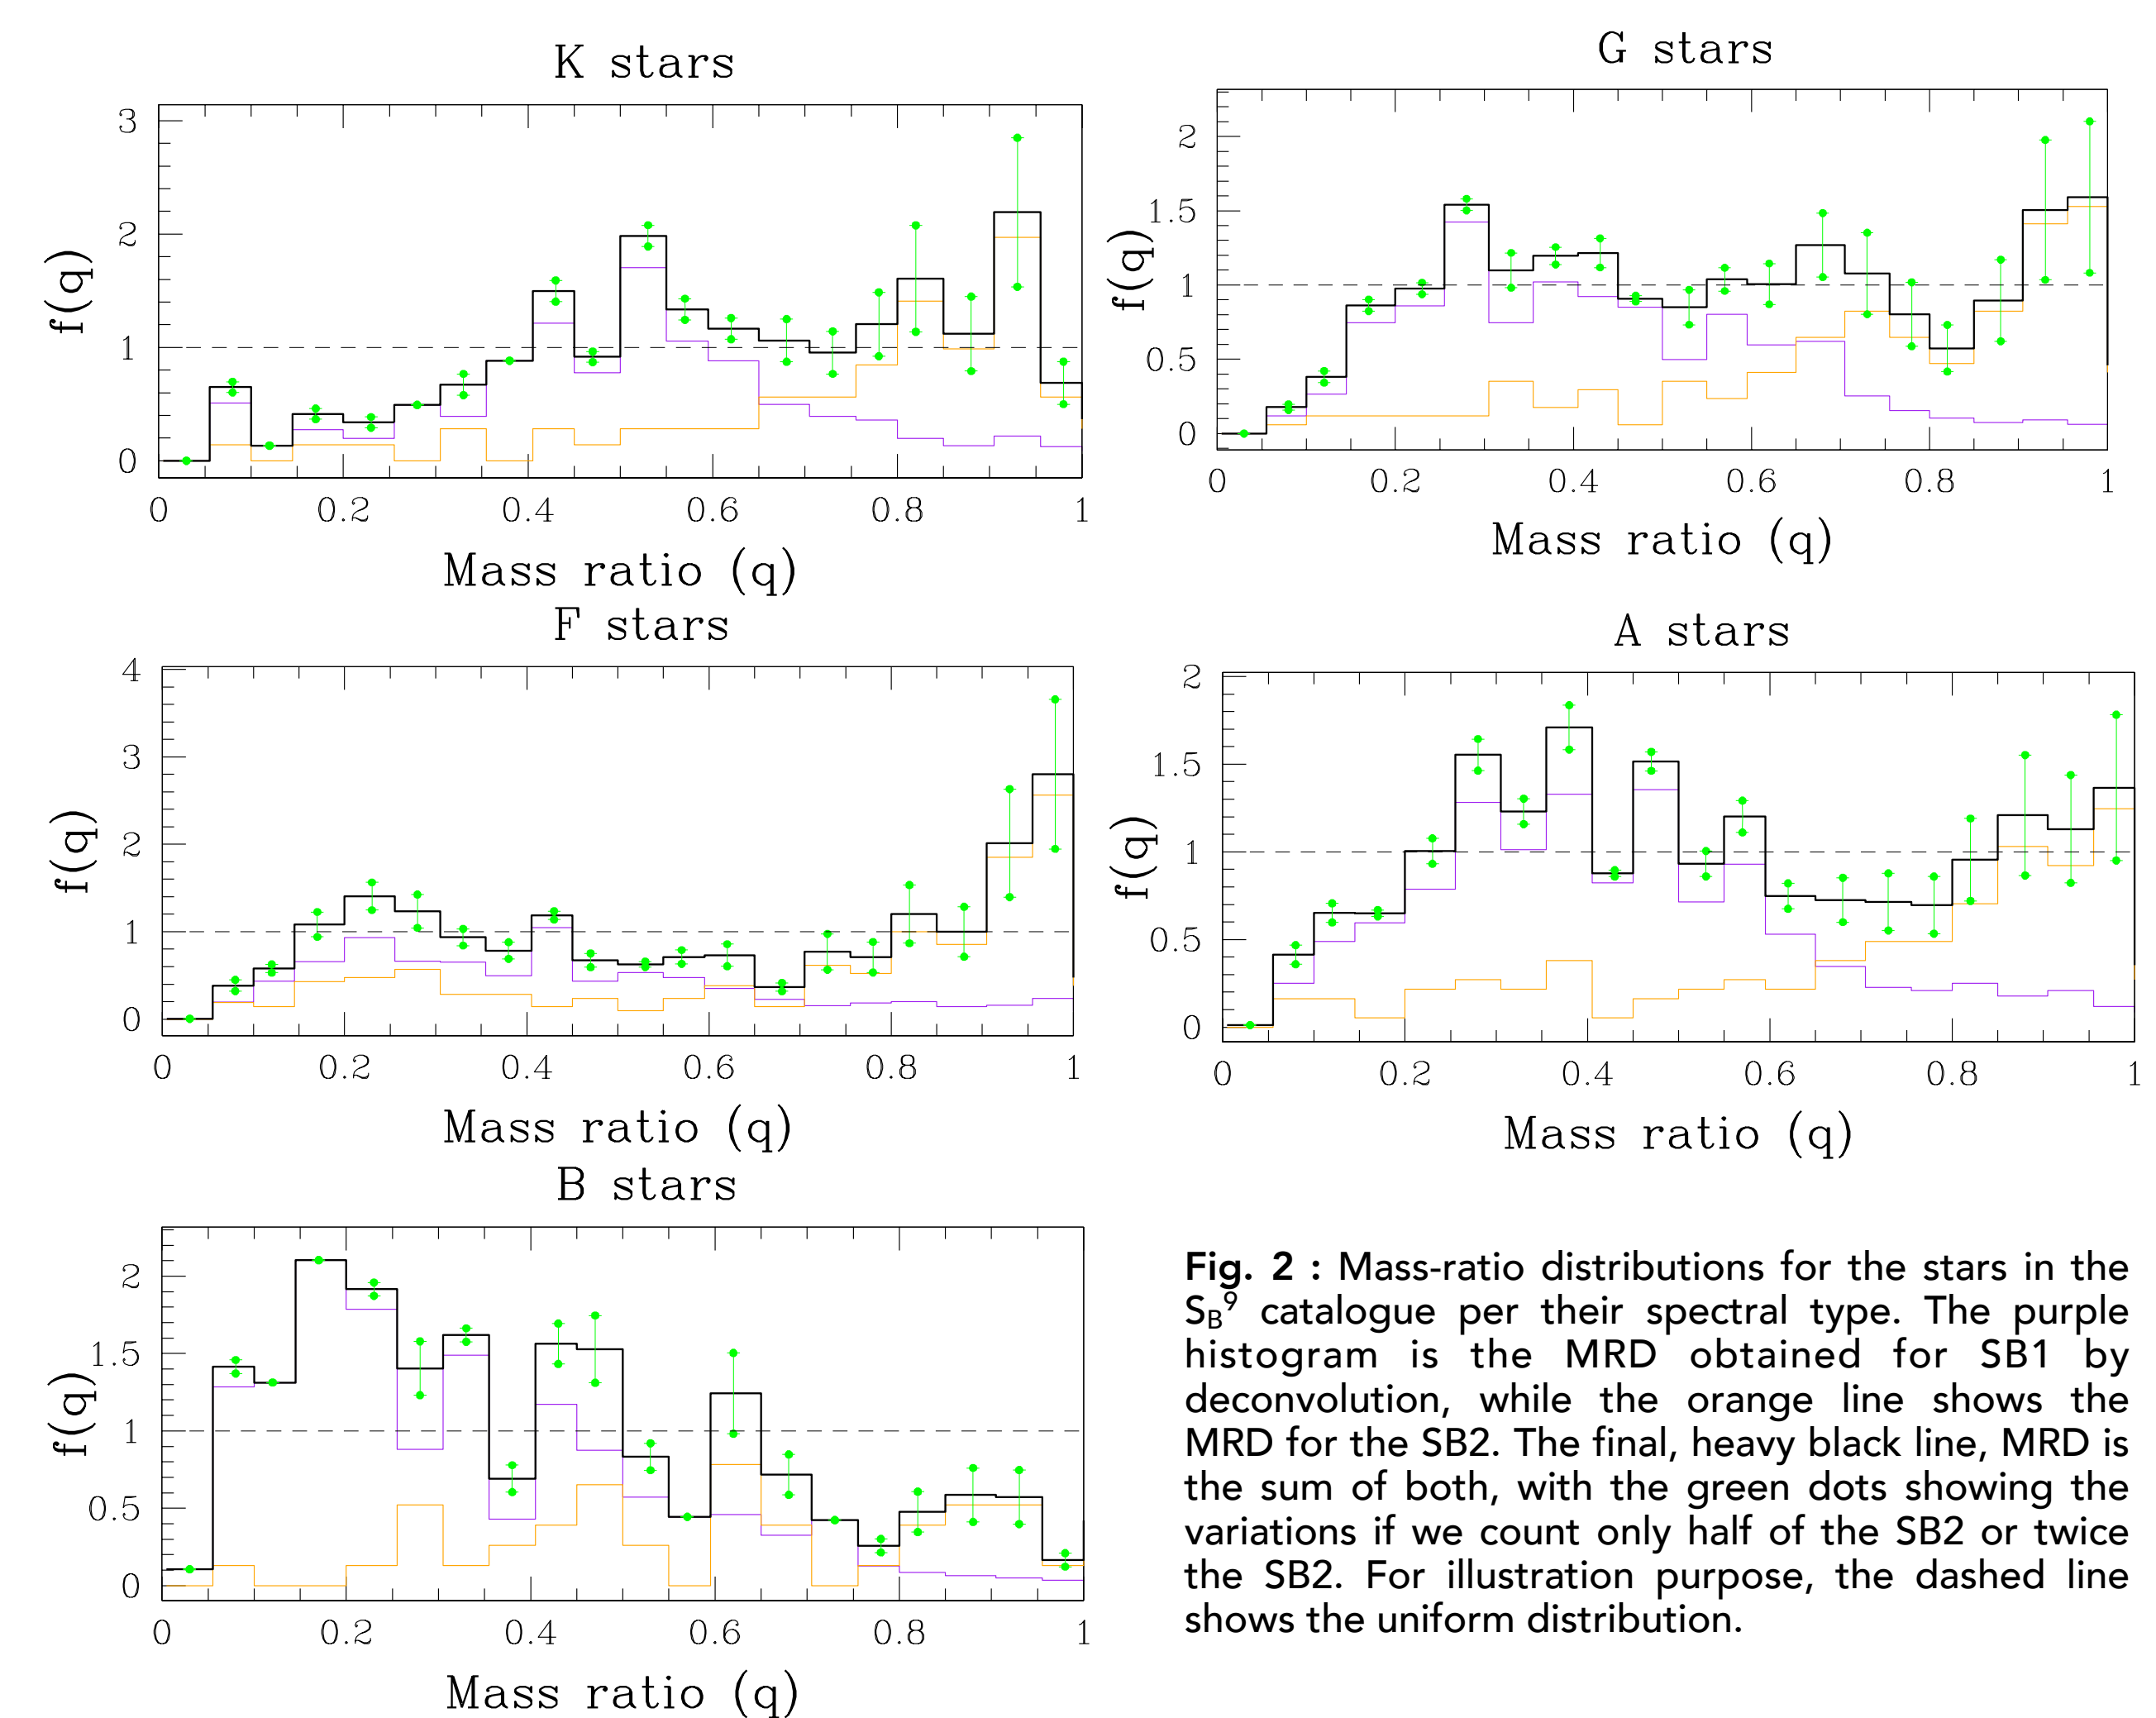 K stars
3
2
1
0
f(q)
0 0.2 0.4 0.6 0.8 1
Mass ratio (q)
G stars
2
1.5
1
0.5
0
f(q)
0 0.2 0.4 0.6 0.8 1
Mass ratio (q)
F stars
4
3
2
1
0
f(q)
0 0.2 0.4 0.6 0.8 1
Mass ratio (q)
A stars
2
1.5
1
0.5
0
f(q)
0 0.2 0.4 0.6 0.8 1
Mass ratio (q)
B stars
2
1.5
1
0.5
0
f(q)
0 0.2 0.4 0.6 0.8 1
Mass ratio (q)
Fig. 2 : Mass-ratio distributions for the stars in the
SB⁹ catalogue per their spectral type. The purple
histogram is the MRD obtained for SB1 by
deconvolution, while the orange line shows the
MRD for the SB2. The final, heavy black line, MRD is
the sum of both, with the green dots showing the
variations if we count only half of the SB2 or twice
the SB2. For illustration purpose, the dashed line
shows the uniform distribution.